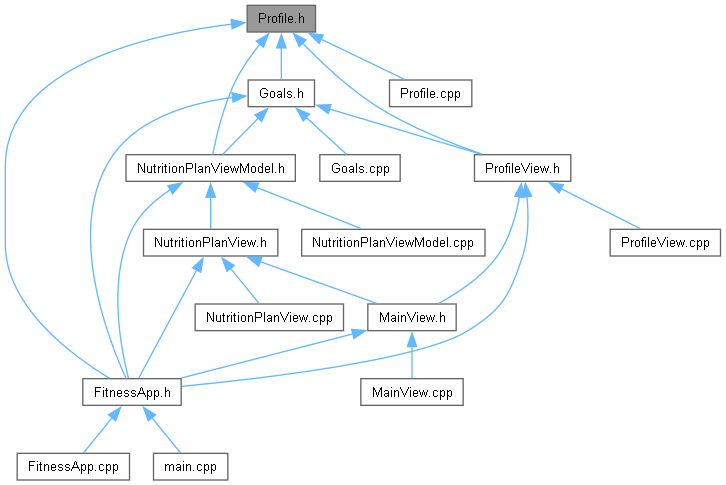 Profile.h
Goals.h
Profile.cpp
NutritionPlanViewModel.h
Goals.cpp
ProfileView.h
NutritionPlanView.h
NutritionPlanViewModel.cpp
ProfileView.cpp
NutritionPlanView.cpp
MainView.h
FitnessApp.h
MainView.cpp
FitnessApp.cpp
main.cpp